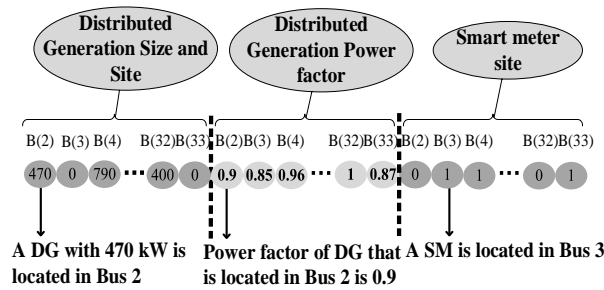 Distributed
Generation Size and
Site
Distributed
Generation Power
factor
Smart meter
site
B(2) B(3) B(4) B(32) B(33) B(2) B(3) B(4) B(32) B(33) B(2) B(3) B(4) B(32) B(33)
470 0 790 ... 400 0 0.9 0.85 0.96 ... 1 0.87 0 1 1 ... 0 1
A DG with 470 kW is
located in Bus 2
Power factor of DG that
is located in Bus 2 is 0.9
A SM is located in Bus 3